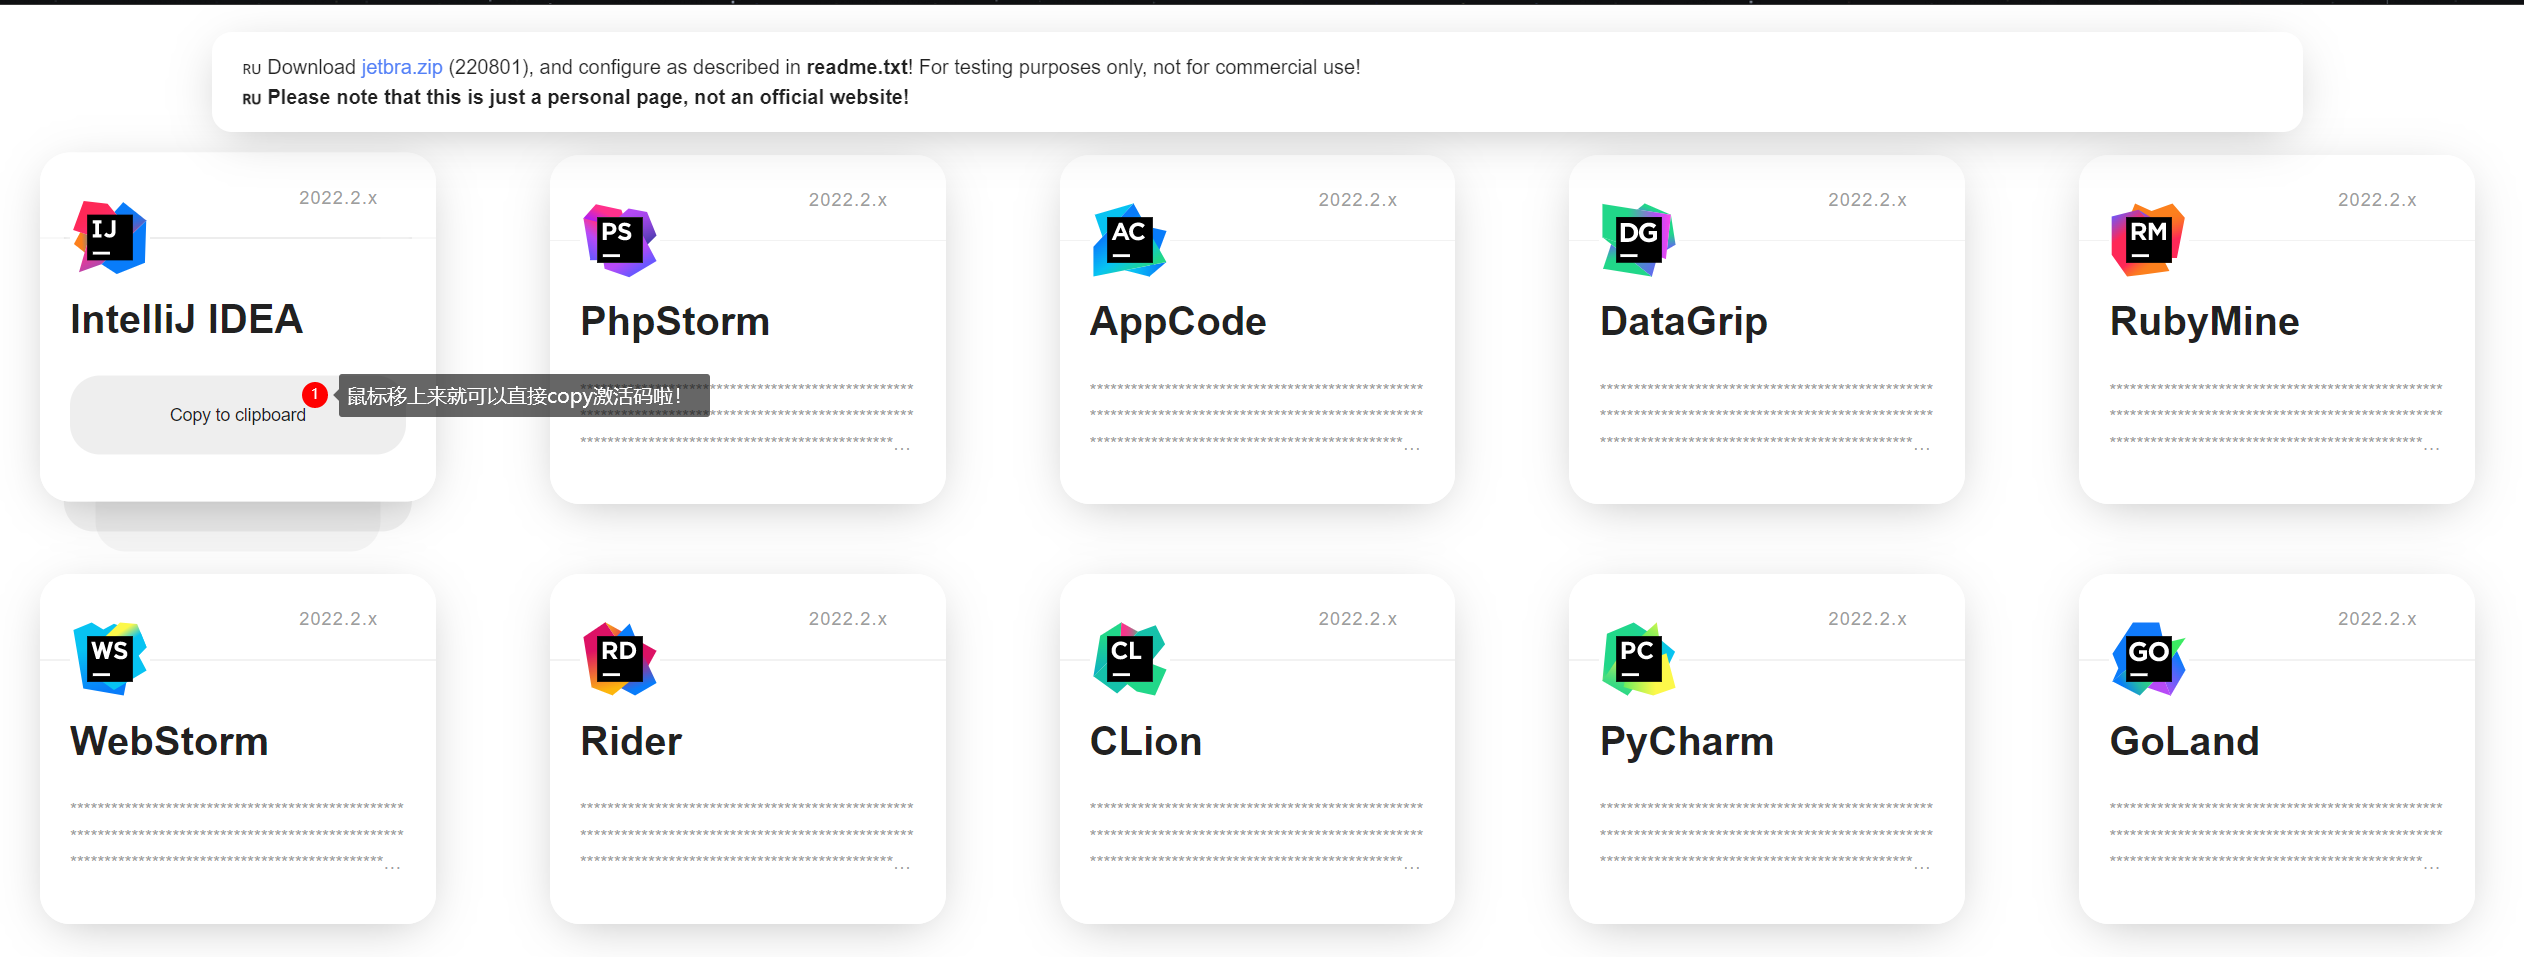 RU Download jetbra.zip (220801), and configure as described in readme.txt! For testing purposes only, not for commercial use!
RU Please note that this is just a personal page, not an official website!
IJ
2022.2.x
IntelliJ IDEA
Copy to clipboard
1
鼠标移上来就可以直接copy激活码啦！
PS
2022.2.x
PhpStorm
*************************************************
*************************************************
**********************************************...
AC
2022.2.x
AppCode
*************************************************
*************************************************
**********************************************...
DG
2022.2.x
DataGrip
*************************************************
*************************************************
**********************************************...
RM
2022.2.x
RubyMine
*************************************************
*************************************************
**********************************************...
WS
2022.2.x
WebStorm
*************************************************
*************************************************
**********************************************...
RD
2022.2.x
Rider
*************************************************
*************************************************
**********************************************...
CL
2022.2.x
CLion
*************************************************
*************************************************
**********************************************...
PC
2022.2.x
PyCharm
*************************************************
*************************************************
**********************************************...
GO
2022.2.x
GoLand
*************************************************
*************************************************
**********************************************...